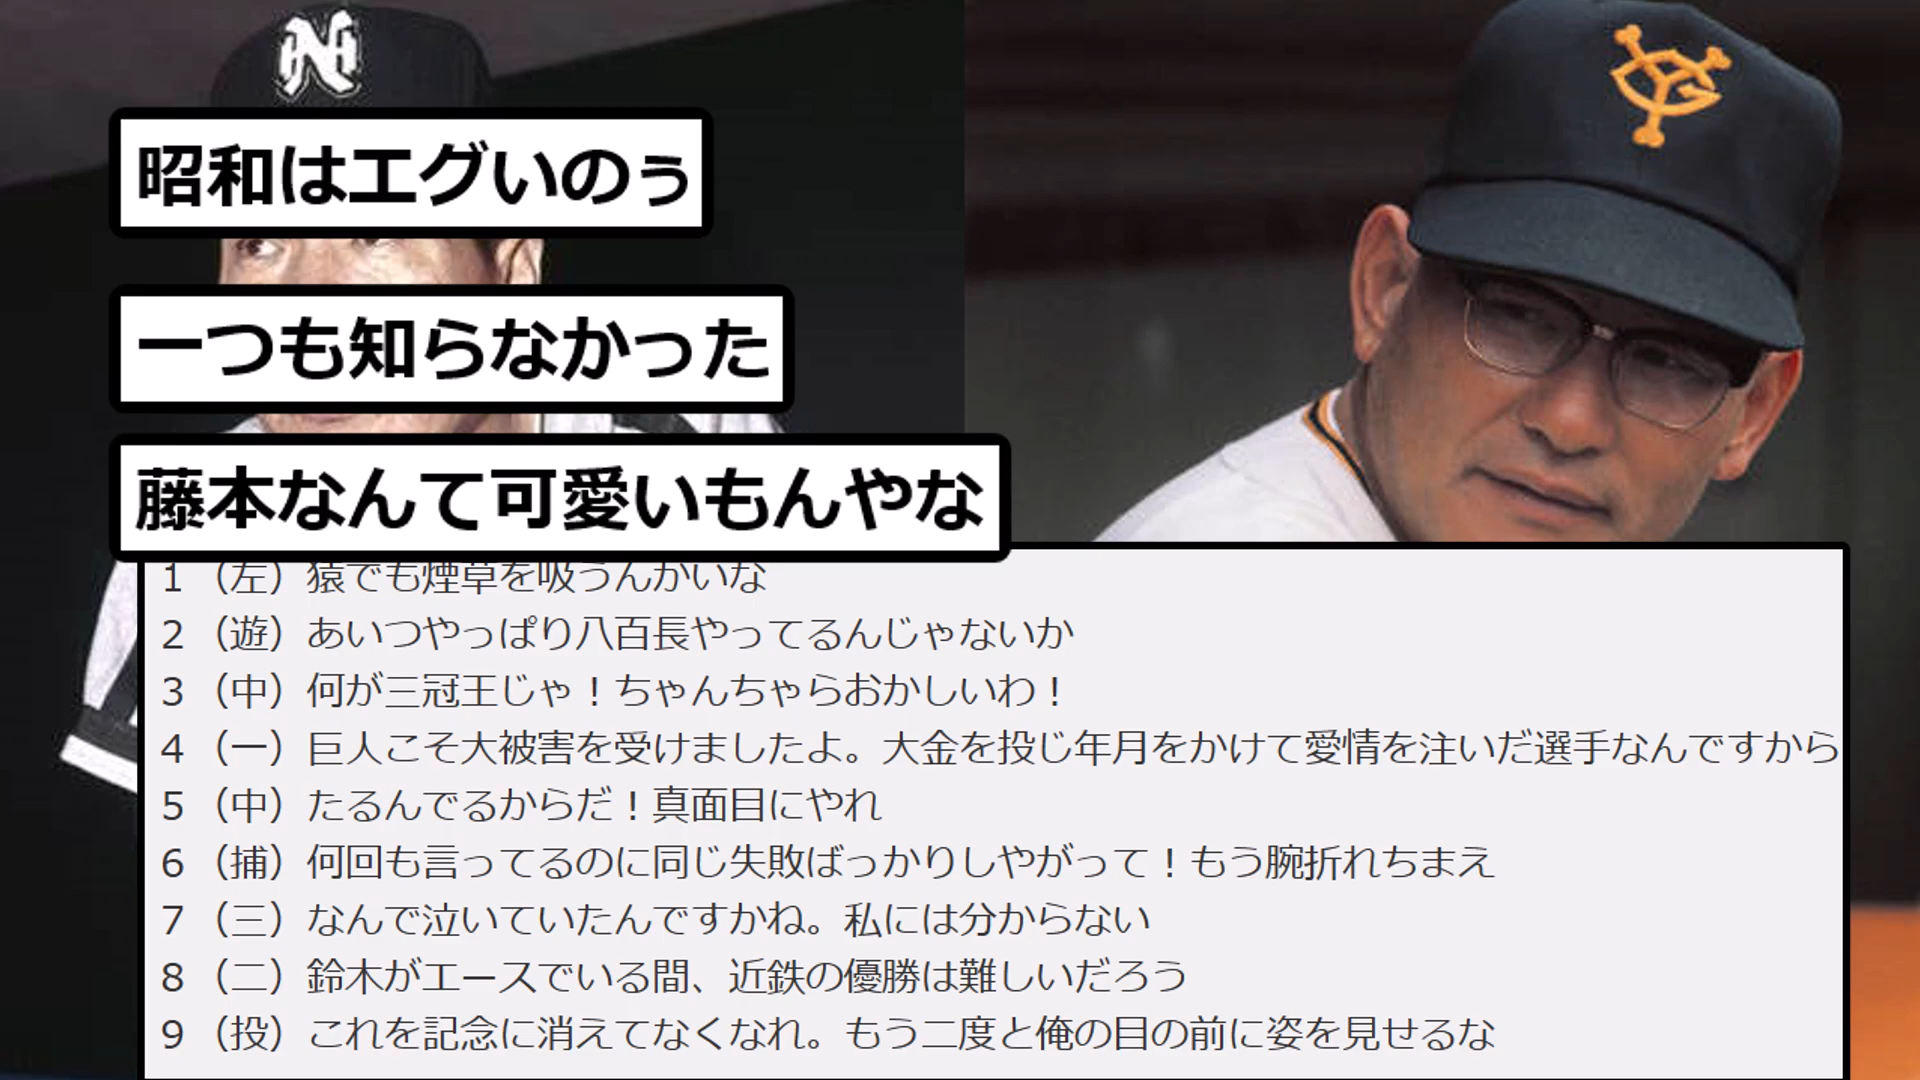 昭和はエグいのぅ
一つも知らなかった
藤本なんて可愛いもんやな
1（左）猿でも煙草を吸うんかいな
2（遊）あいつやっぱり八百長やってるんじゃないか
3（中）何が三冠王じゃ！ちゃんちゃらおかしいわ！
4（一）巨人こそ大被害を受けましたよ。大金を投じ年月をかけて愛情を注いだ選手なんですから
5（中）たるんでるからだ！真面目にやれ
6（捕）何回も言ってるのに同じ失敗ばっかりしやがって！もう腕折れちまえ
7（三）なんで泣いていたんですかね。私には分からない
8（二）鈴木がエースでいる間、近鉄の優勝は難しいだろう
9（投）これを記念に消えてなくなれ。もう二度と俺の目の前に姿を見せるな